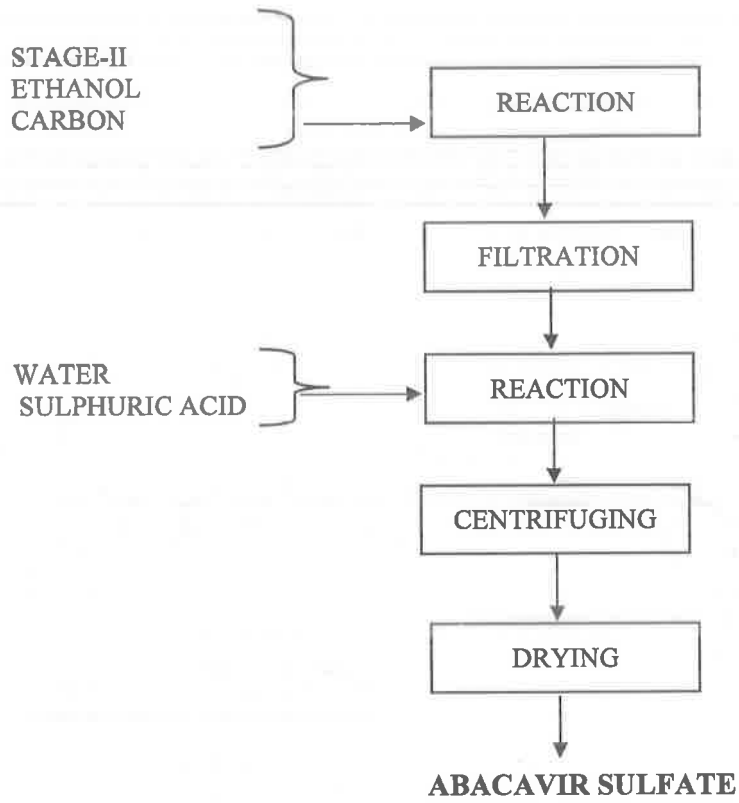 STAGE-II
ETHANOL
CARBON
REACTION
FILTRATION
WATER
SULPHURIC ACID
REACTION
CENTRIFUGING
DRYING
ABACAVIR SULFATE